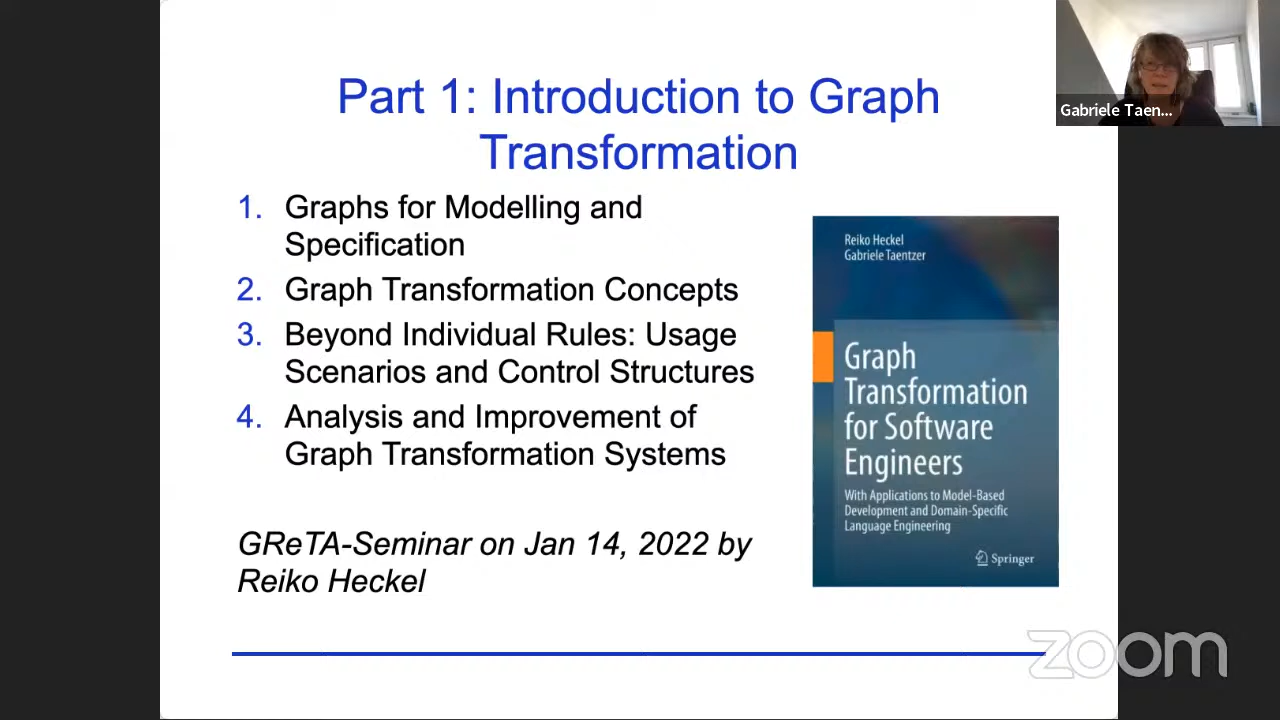 Part 1: Introduction to Graph
Transformation
1. Graphs for Modelling and
Specification
2. Graph Transformation Concepts
3. Beyond Individual Rules: Usage
Scenarios and Control Structures
4. Analysis and Improvement of
Graph Transformation Systems
GReTA-Seminar on Jan 14, 2022 by
Reiko Heckel
Reiko Heckel
Gabriele Taentzer
Graph
Transformation
for Software
Engineers
With Applications to Model-Based
Development and Domain-Specific
Language Engineering
Springer
Gabriele Taen...
zoom